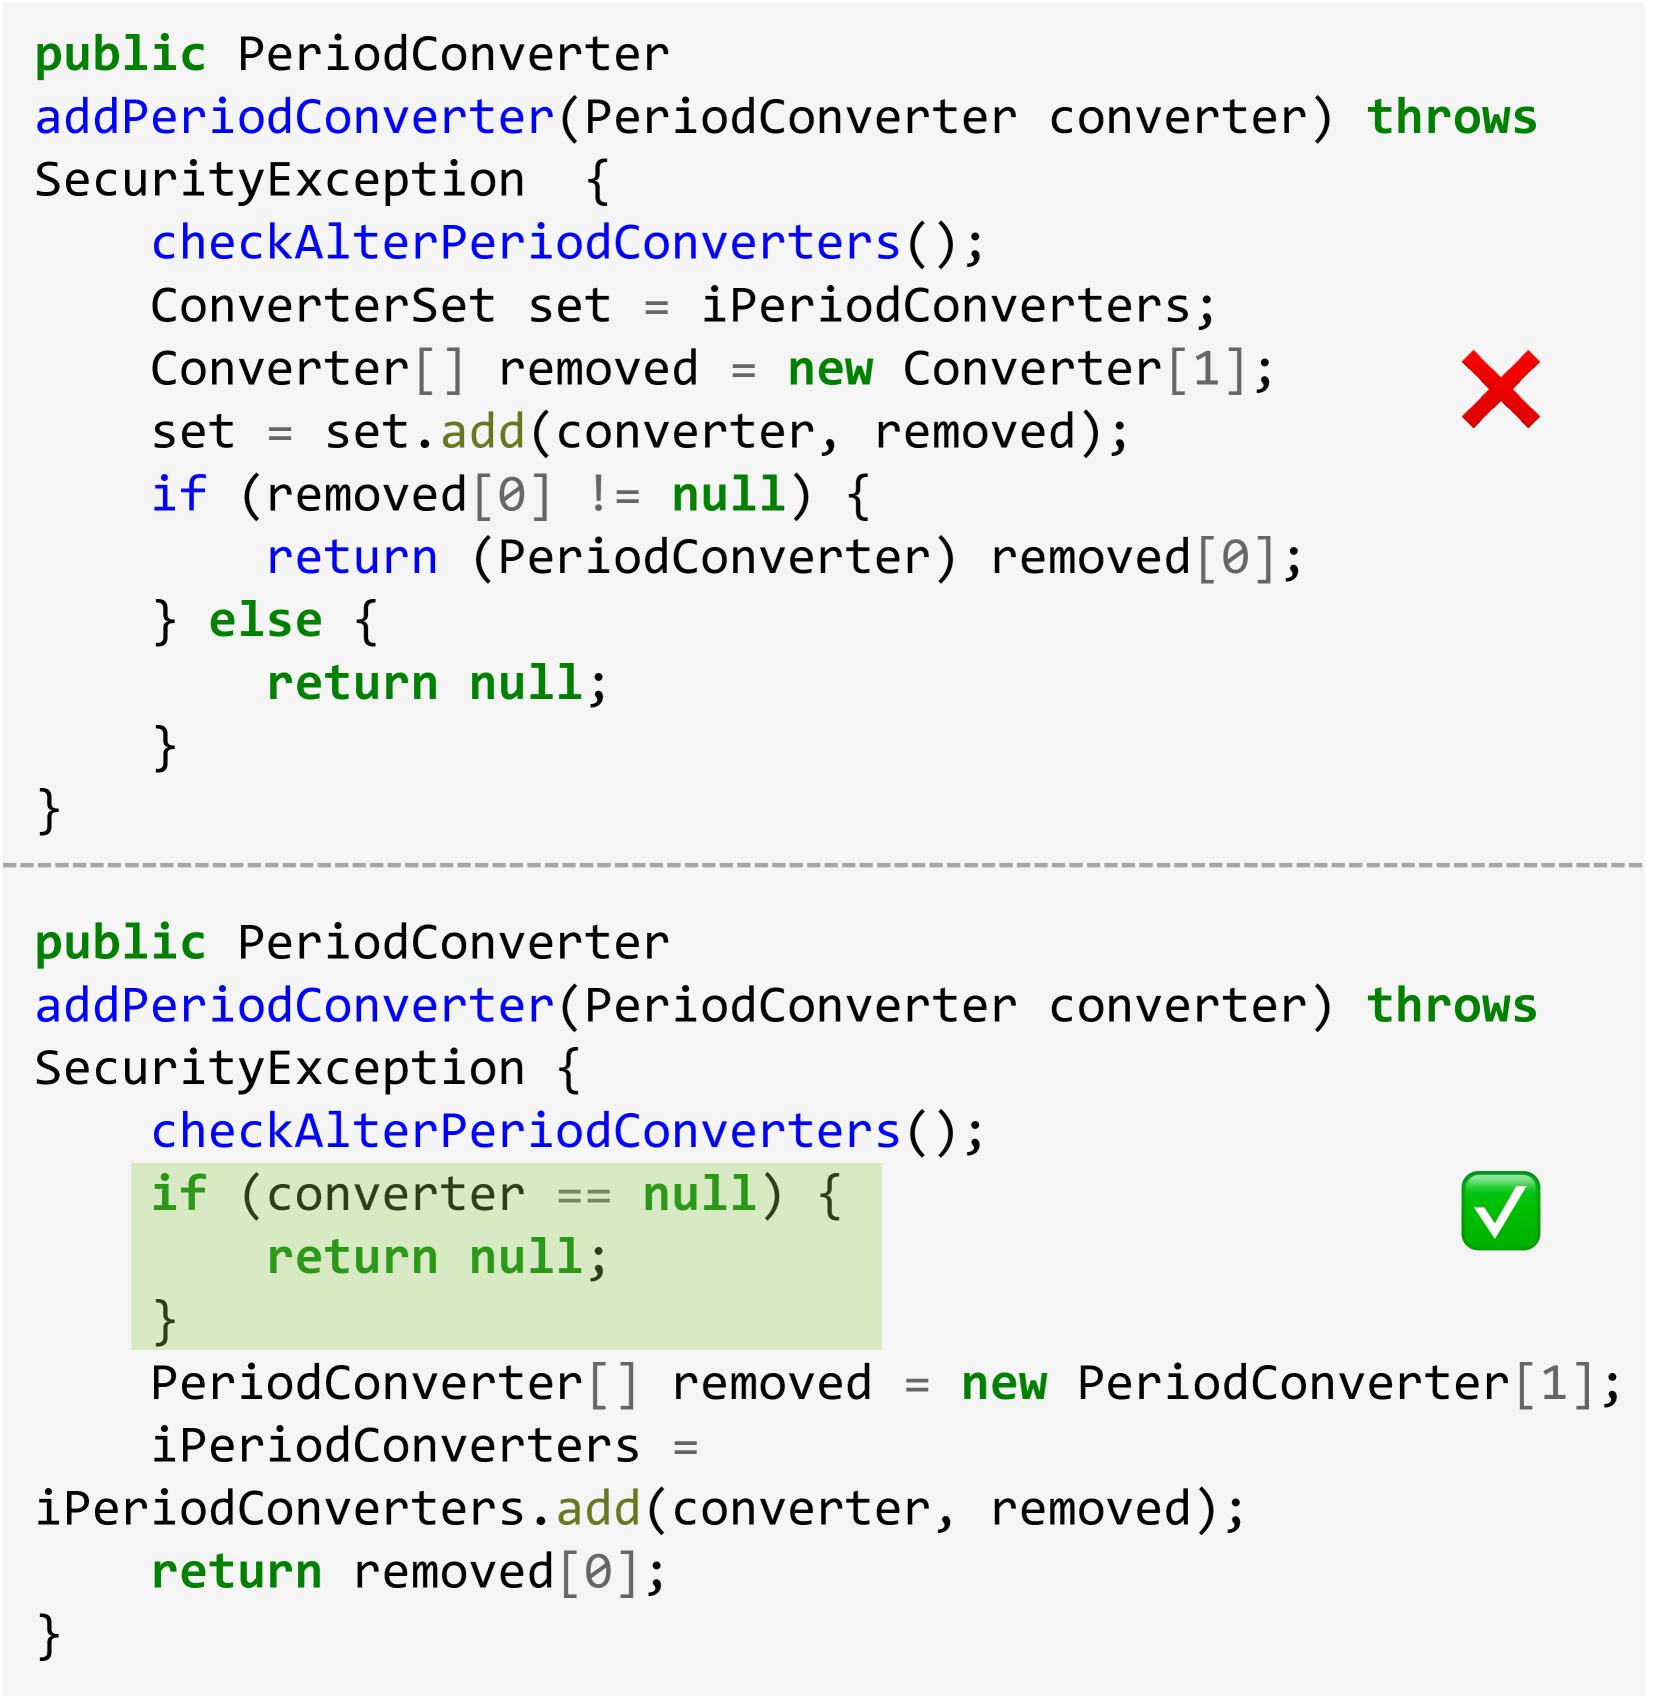 public PeriodConverter
addPeriodConverter(PeriodConverter converter) throws
SecurityException  {
    checkAlterPeriodConverters();
    ConverterSet set = iPeriodConverters;
    Converter[] removed = new Converter[1];
    set = set.add(converter, removed);
    if (removed[0] != null) {
        return (PeriodConverter) removed[0];
    } else {
        return null;
    }
}
public PeriodConverter
addPeriodConverter(PeriodConverter converter) throws
SecurityException {
    checkAlterPeriodConverters();
    if (converter == null) {
        return null;
    }
    PeriodConverter[] removed = new PeriodConverter[1];
    iPeriodConverters =
iPeriodConverters.add(converter, removed);
    return removed[0];
}